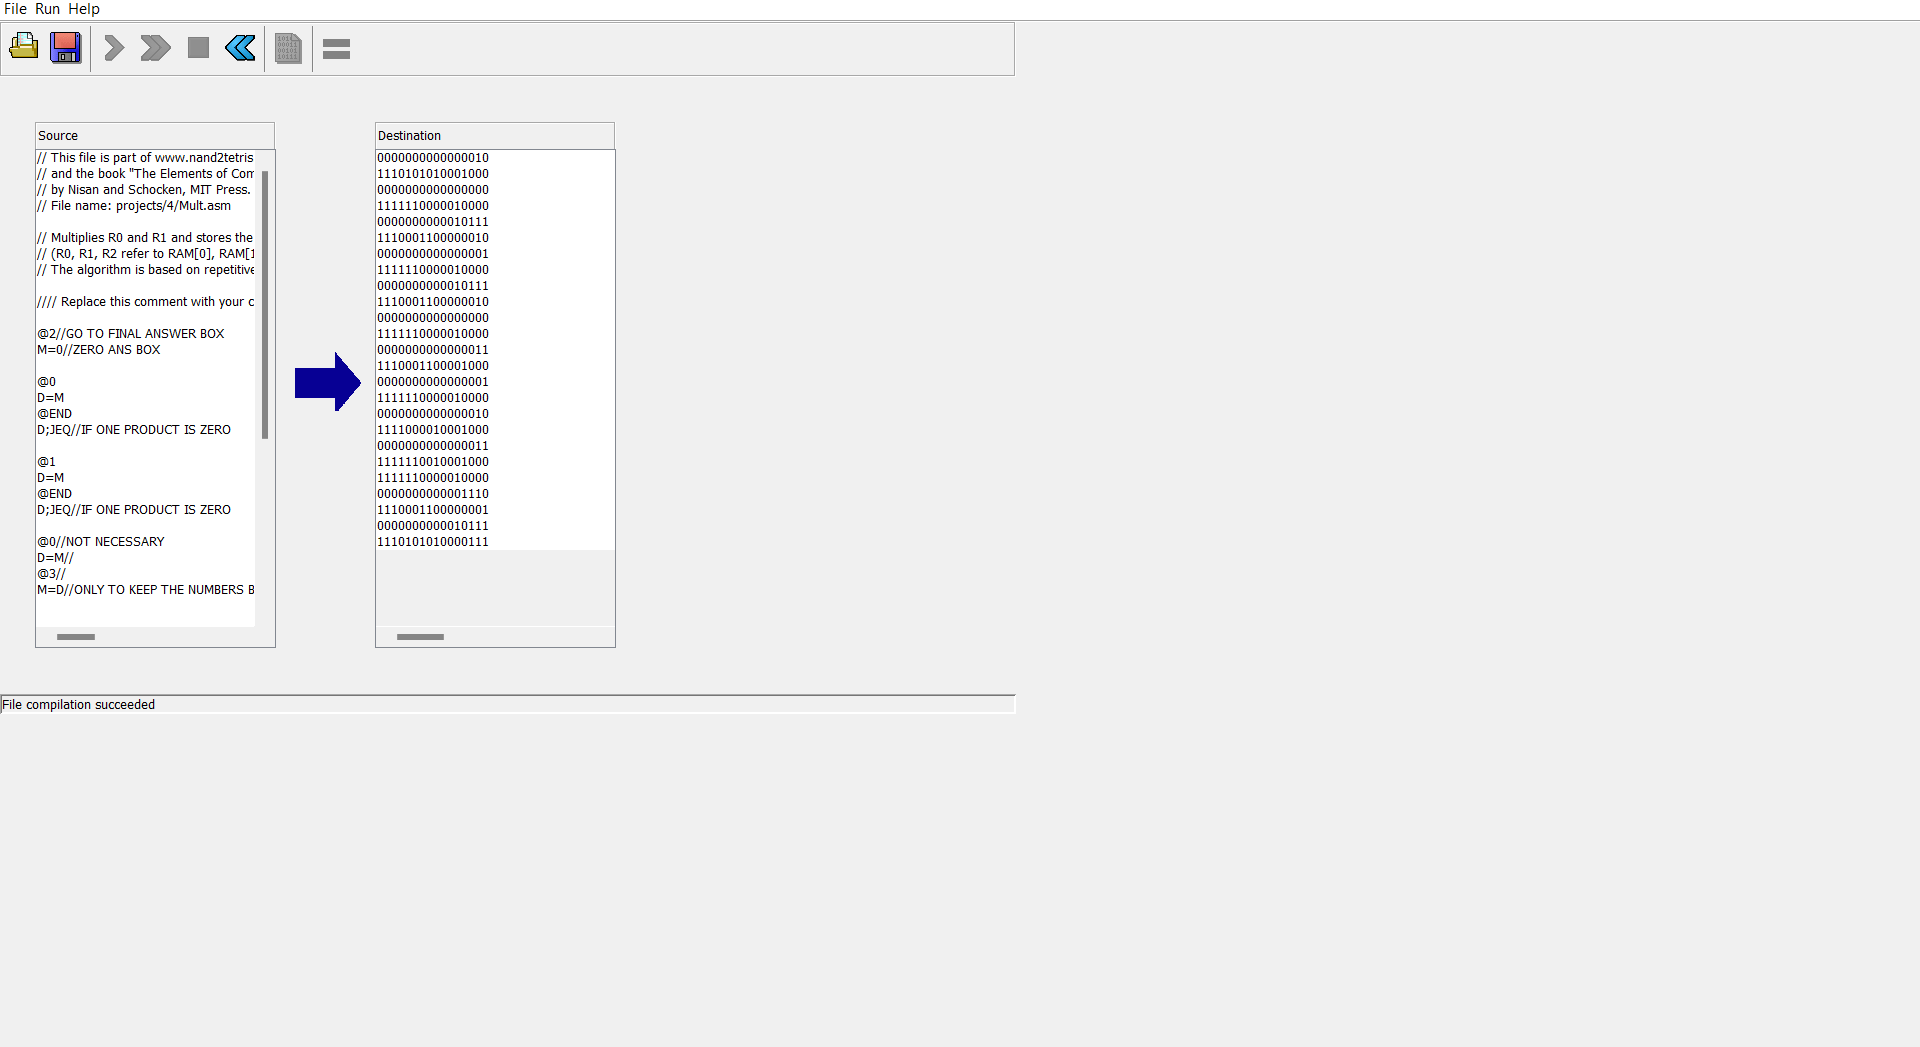 File Run Help
Source
// This file is part of www.nand2tetris
// and the book "The Elements of Com
// by Nisan and Schocken, MIT Press.
// File name: projects/4/Mult.asm
// Multiplies R0 and R1 and stores the
// (R0, R1, R2 refer to RAM[0], RAM[1
// The algorithm is based on repetitive
//// Replace this comment with your c
@2//GO TO FINAL ANSWER BOX
M=0//ZERO ANS BOX
@0
D=M
@END
D;JEQ//IF ONE PRODUCT IS ZERO
@1
D=M
@END
D;JEQ//IF ONE PRODUCT IS ZERO
@0//NOT NECESSARY
D=M//
@3//
M=D//ONLY TO KEEP THE NUMBERS B
Destination
0000000000000010
1110101010001000
0000000000000000
1111110000010000
0000000000010111
1110001100000010
0000000000000001
1111110000010000
0000000000010111
1110001100000010
0000000000000000
1111110000010000
0000000000000011
1110001100001000
0000000000000001
1111110000010000
0000000000000010
1111000010001000
0000000000000011
1111110010001000
1111110000010000
0000000000001110
1110001100000001
0000000000010111
1110101010000111
File compilation succeeded